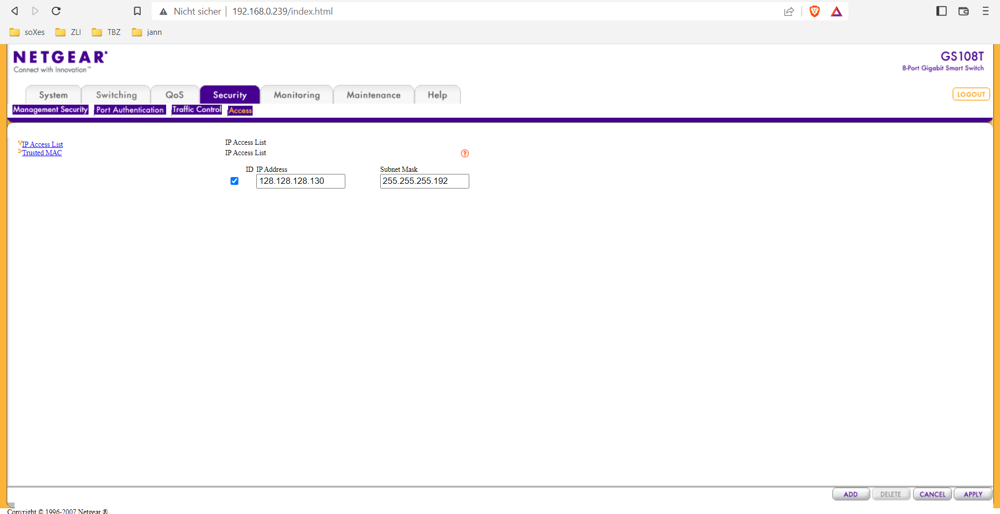 Nicht sicher 192.168.0.239/index.html
soXes ZLI TBZ jann
NETGEAR®
Connect with Innovation™
GS108T
8-Port Gigabit Smart Switch
System Switching QoS Security Monitoring Maintenance Help
LOGOUT
Management Security Port Authentication Traffic Control Access
IP Access List
Trusted MAC
IP Access List
IP Access List
?
ID IP Address Subnet Mask
128.128.128.130 255.255.255.192
ADD DELETE CANCEL APPLY
Copyright © 1996-2007 Netgear ®